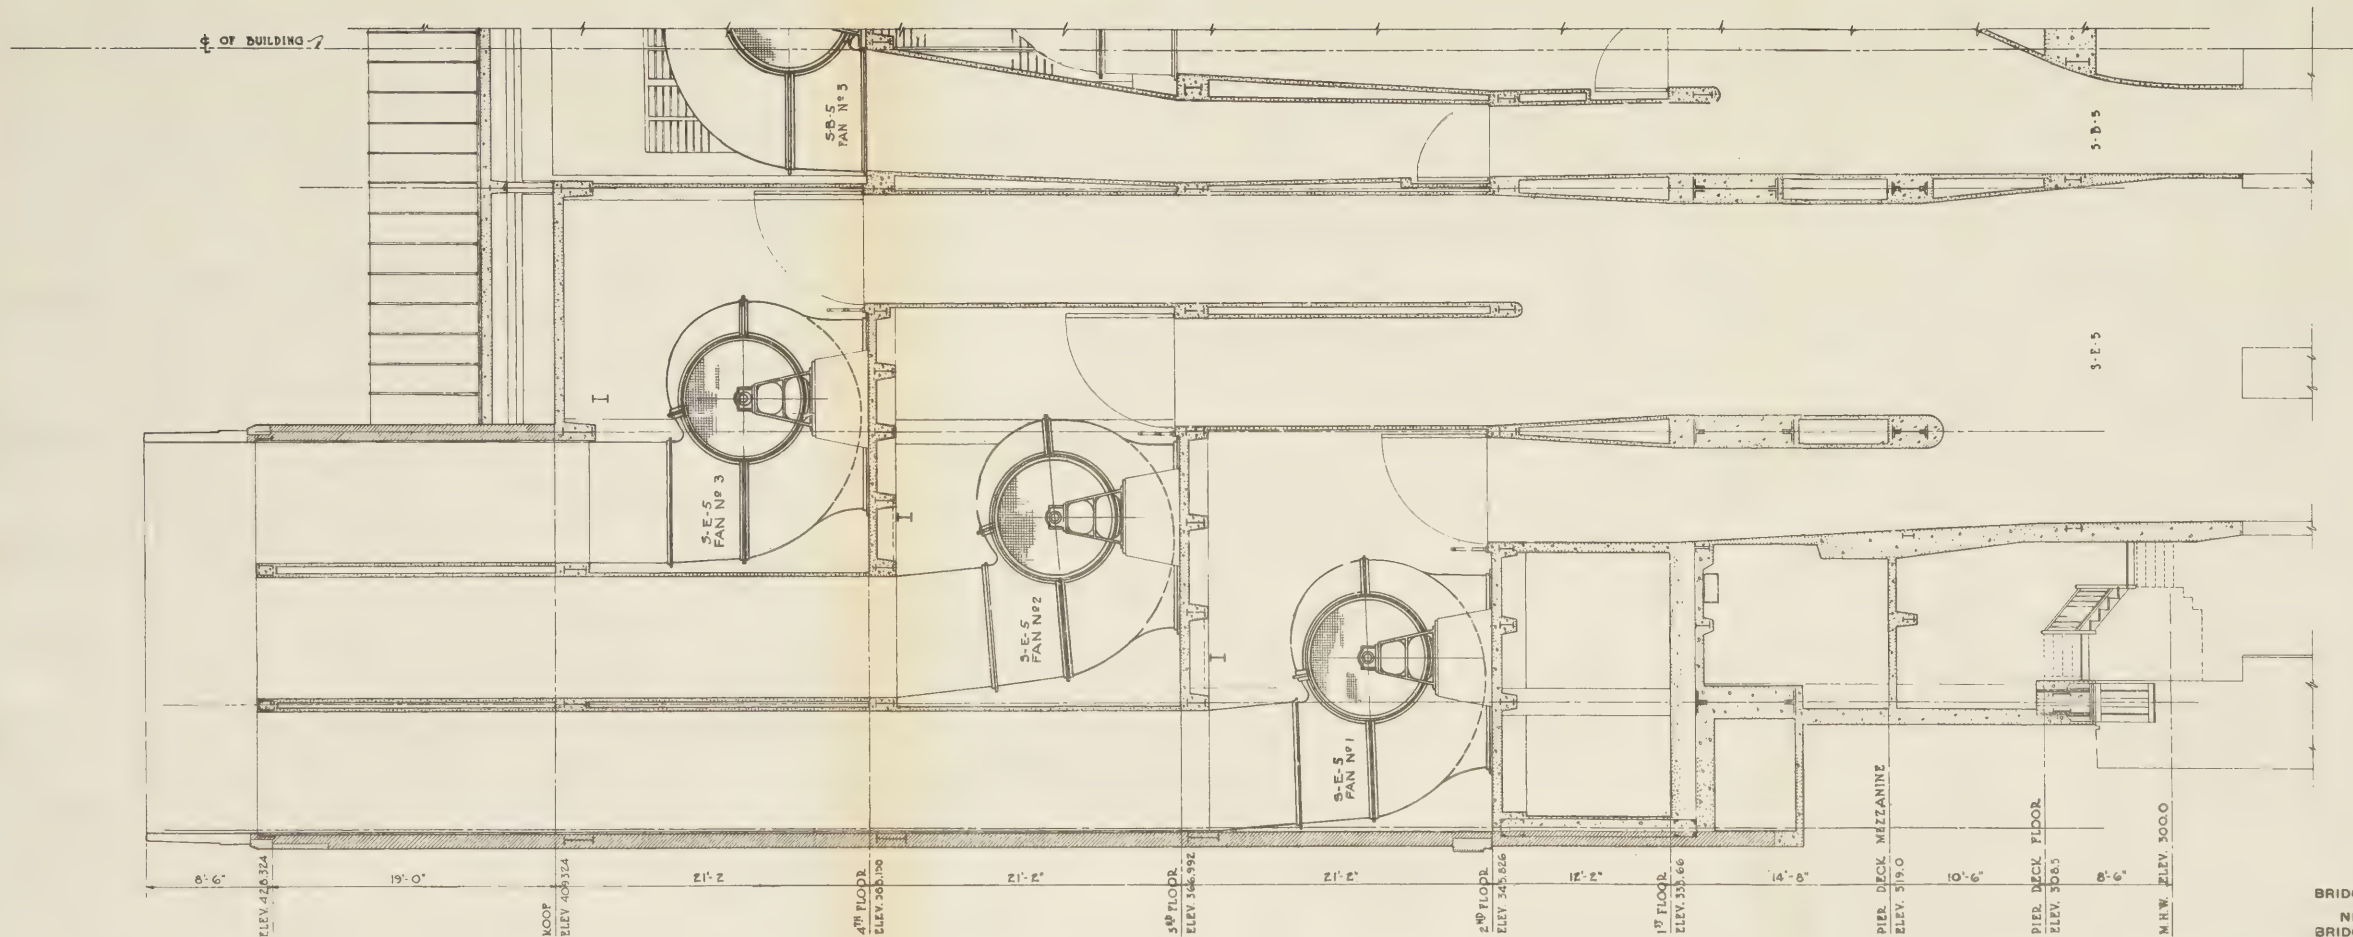 ℄ OF BUILDING
S-B-5
FAN Nº 3
S-B-5
S-E-5
S-E-5
FAN Nº 3
S-E-5
FAN Nº 2
S-E-5
FAN Nº 1
8'-6"
19'-0"
21'-2
21'-2"
21'-2"
12'-2"
14'-8"
10'-6"
8'-6"
ELEV. 428.324
ROOF
ELEV 409.324
4TH FLOOR
ELEV. 388.150
3RD FLOOR
ELEV. 366.992
2ND FLOOR
ELEV. 345.826
1ST FLOOR
ELEV. 333.66
PIER DECK MEZZANINE
ELEV. 319.0
PIER DECK FLOOR
ELEV. 308.5
M.H.W. ELEV. 300.0